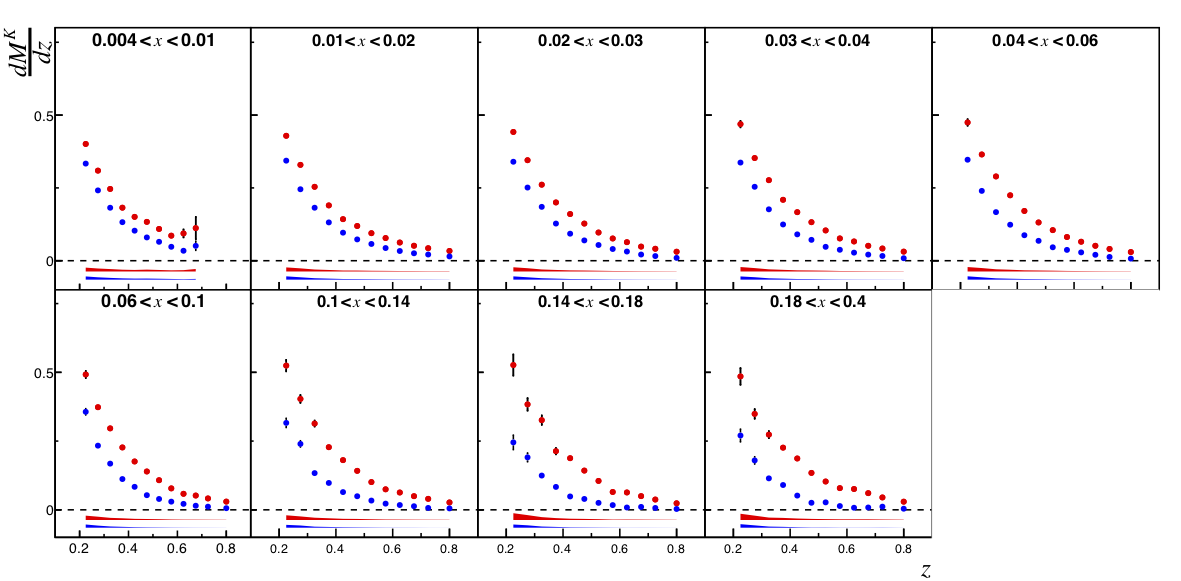 dM^K
dz
0.004 < x < 0.01
0.01 < x < 0.02
0.02 < x < 0.03
0.03 < x < 0.04
0.04 < x < 0.06
0.5
0
0.06 < x < 0.1
0.1 < x < 0.14
0.14 < x < 0.18
0.18 < x < 0.4
0.5
0
0.2 0.4 0.6 0.8 0.2 0.4 0.6 0.8 0.2 0.4 0.6 0.8 0.2 0.4 0.6 0.8
z